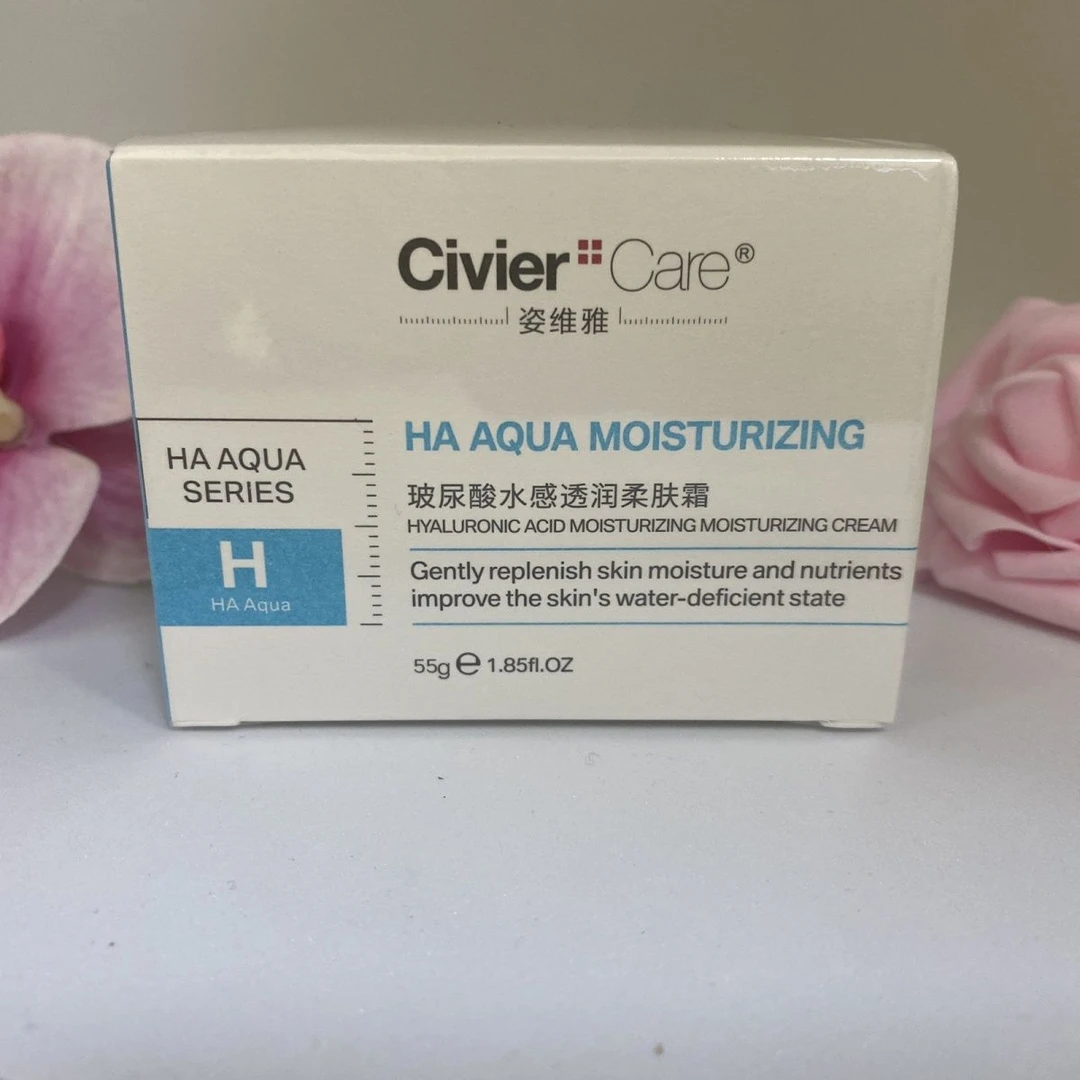 Civier Care®
姿维雅
HA AQUA
SERIES
H
HA Aqua
HA AQUA MOISTURIZING
玻尿酸水感透润柔肤霜
HYALURONIC ACID MOISTURIZING MOISTURIZING CREAM
Gently replenish skin moisture and nutrients
improve the skin's water-deficient state
55g ℮ 1.85fl.OZ